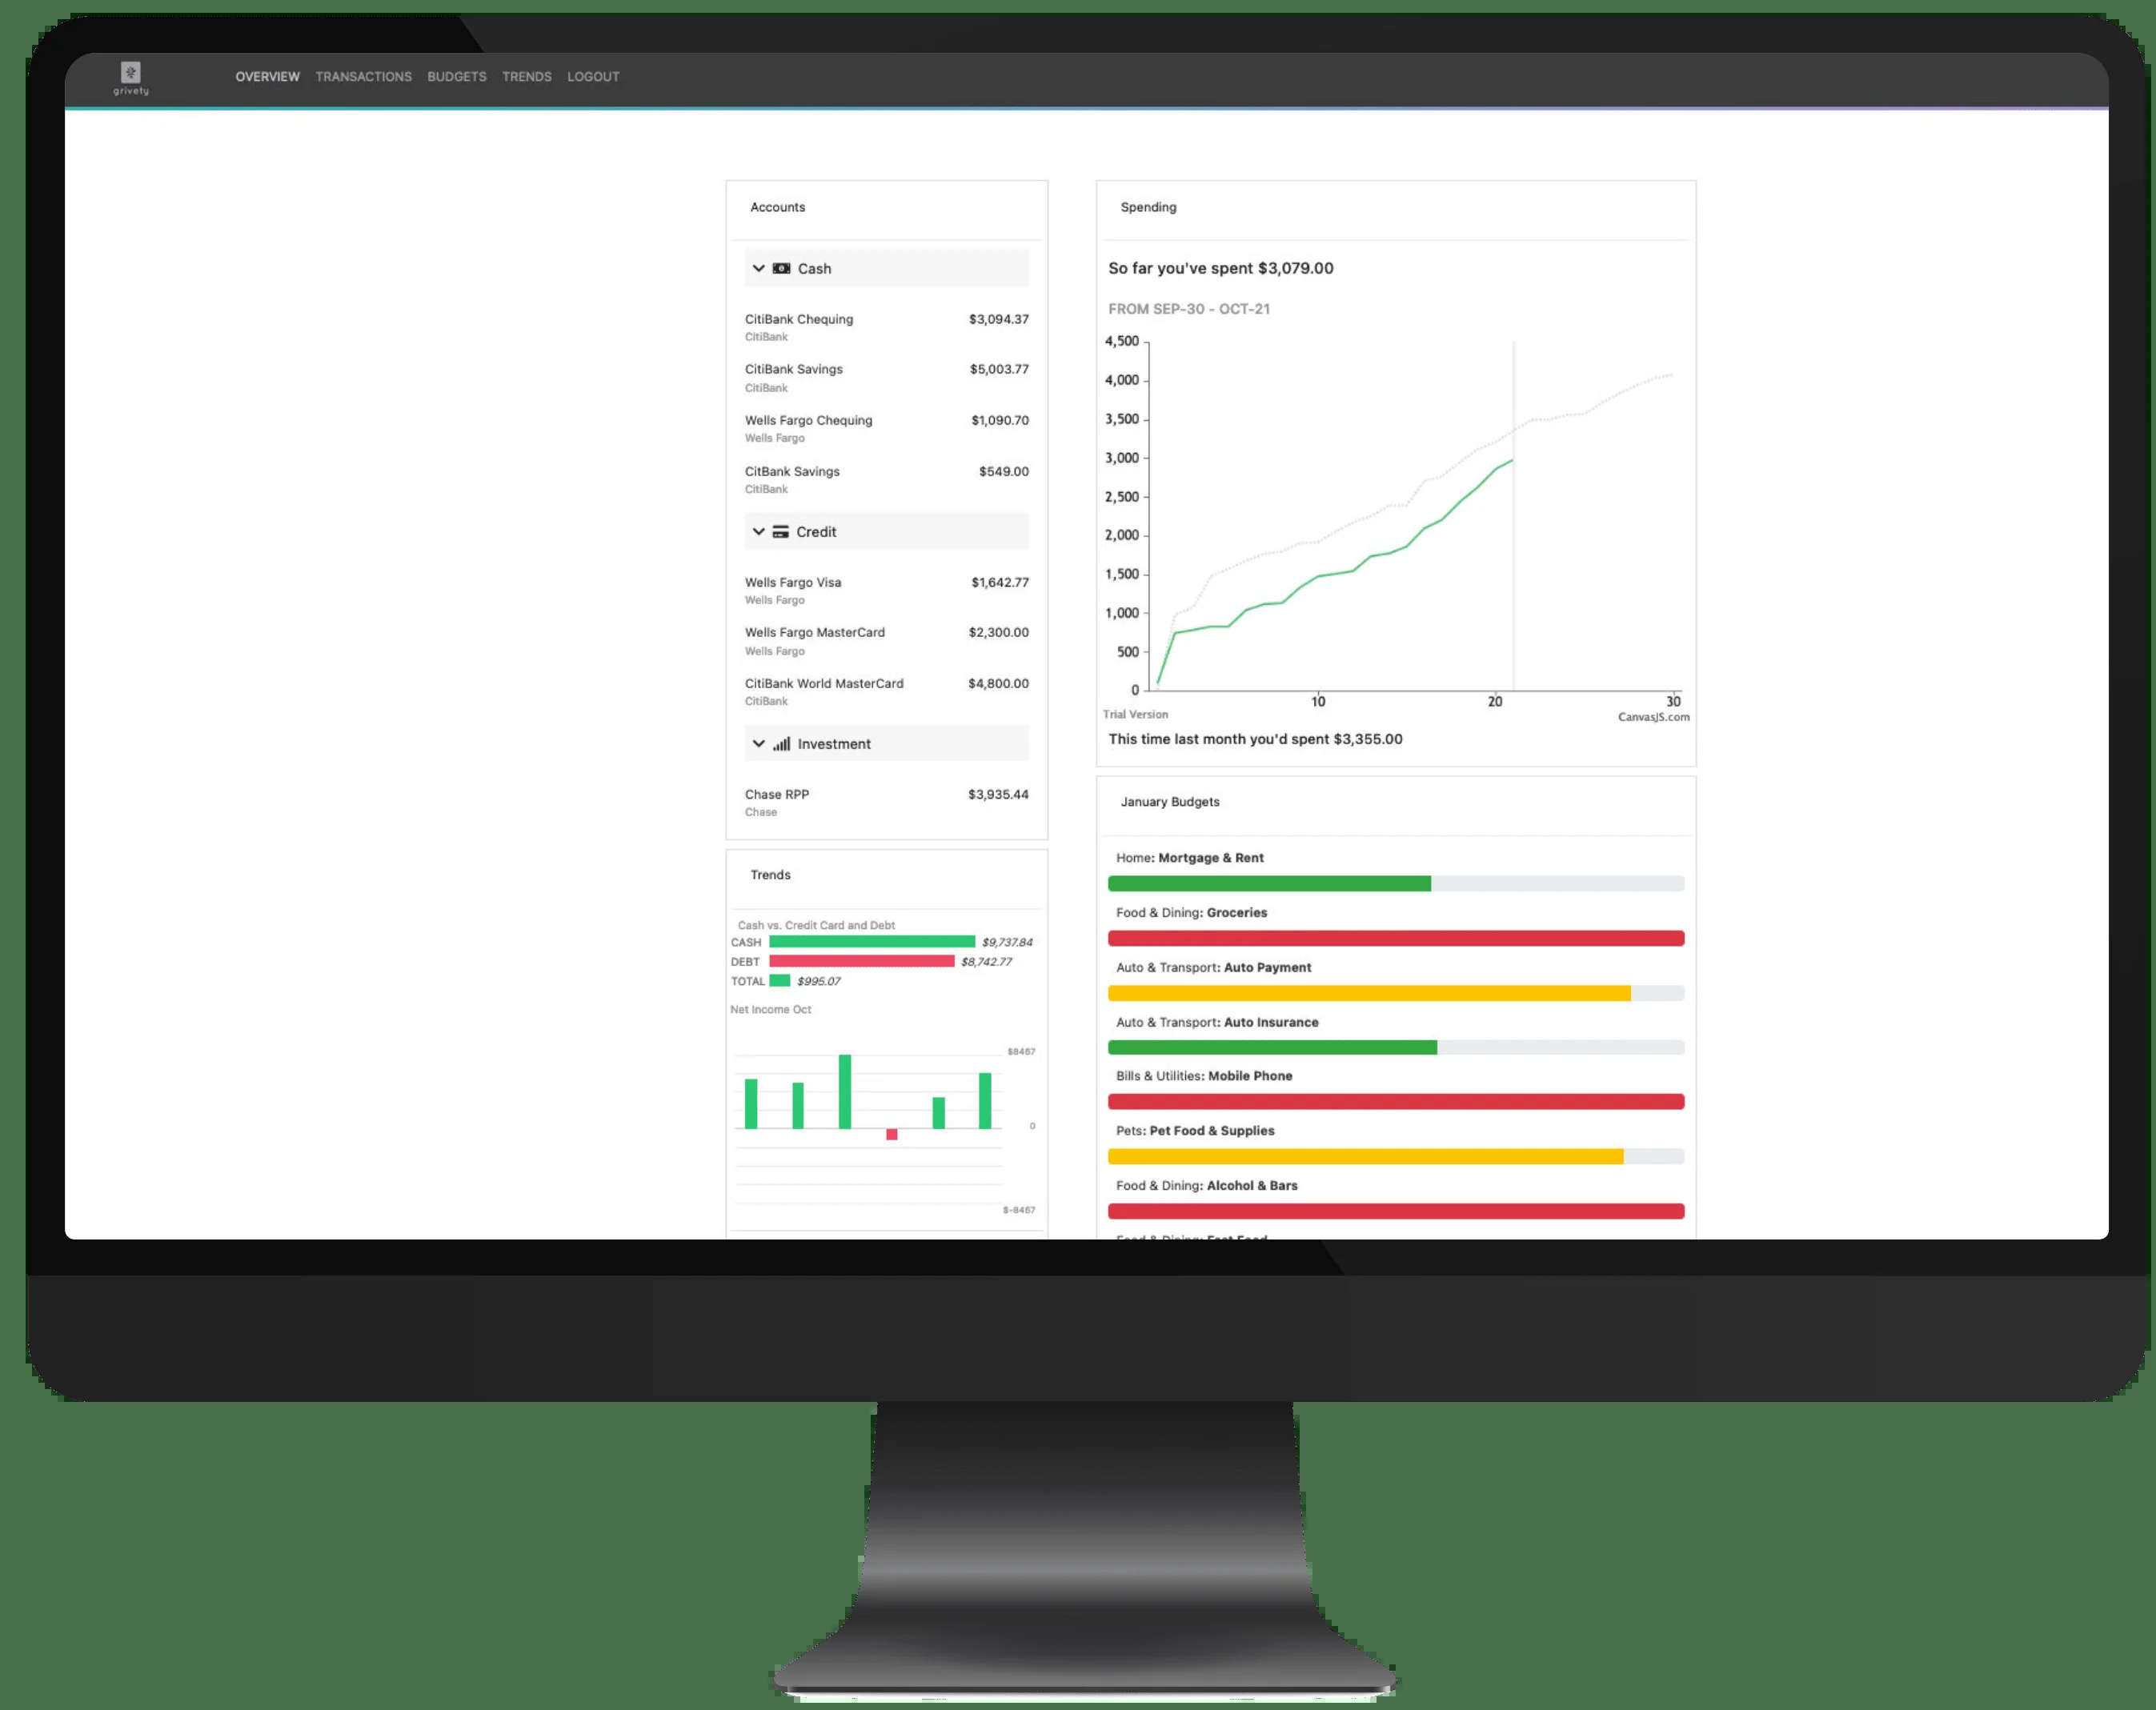 grivety
OVERVIEW TRANSACTIONS BUDGETS TRENDS LOGOUT
Accounts
Cash
CitiBank Chequing $3,094.37
CitiBank
CitiBank Savings $5,003.77
CitiBank
Wells Fargo Chequing $1,090.70
Wells Fargo
CitBank Savings $549.00
CitiBank
Credit
Wells Fargo Visa $1,642.77
Wells Fargo
Wells Fargo MasterCard $2,300.00
Wells Fargo
CitiBank World MasterCard $4,800.00
CitiBank
Investment
Chase RPP $3,935.44
Chase
Trends
Cash vs. Credit Card and Debt
CASH $9,737.84
DEBT $8,742.77
TOTAL $995.07
Net Income Oct
$8467
0
$-8467
Spending
So far you've spent $3,079.00
FROM SEP-30 - OCT-21
4,500
4,000
3,500
3,000
2,500
2,000
1,500
1,000
500
0
10 20 30
Trial Version CanvasJS.com
This time last month you'd spent $3,355.00
January Budgets
Home: Mortgage & Rent
Food & Dining: Groceries
Auto & Transport: Auto Payment
Auto & Transport: Auto Insurance
Bills & Utilities: Mobile Phone
Pets: Pet Food & Supplies
Food & Dining: Alcohol & Bars
Food & Dining: Fast Food